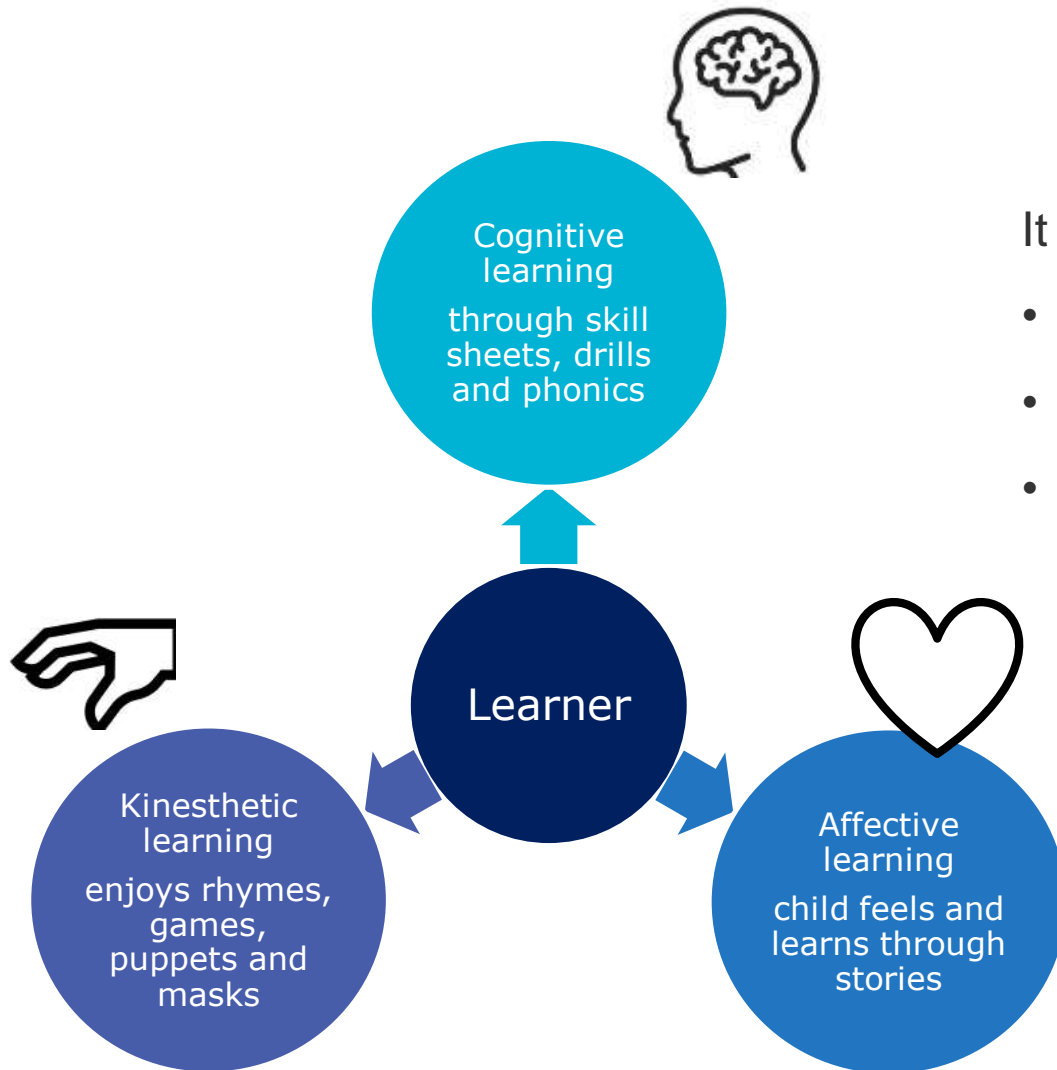 Cognitive
learning
through skill
sheets, drills
and phonics
It
•
•
•
Learner
Kinesthetic
learning
enjoys rhymes,
games,
puppets and
masks
Affective
learning
child feels and
learns through
stories